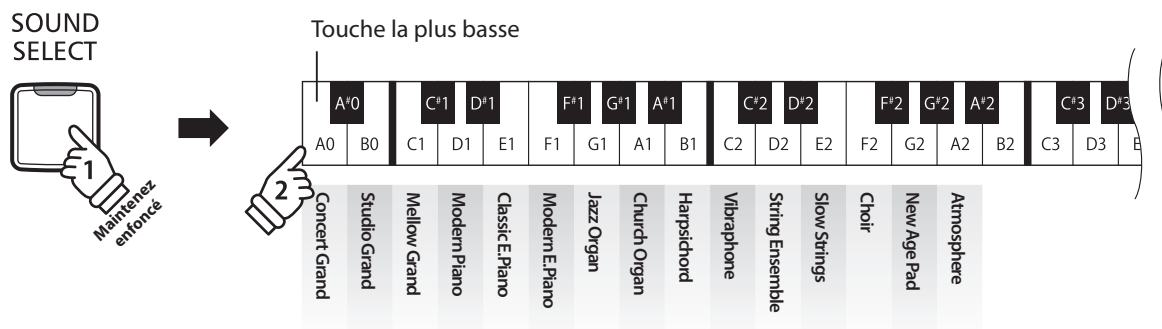 SOUND
SELECT
Touche la plus basse
1
Maintenez
enfoncé
2
A#0 C#1 D#1 F#1 G#1 A#1 C#2 D#2 F#2 G#2 A#2 C#3 D#3
A0 B0 C1 D1 E1 F1 G1 A1 B1 C2 D2 E2 F2 G2 A2 B2 C3 D3 E
Concert Grand
Studio Grand
Mellow Grand
Modern Piano
Classic E.Piano
Modern E.Piano
Jazz Organ
Church Organ
Harpsichord
Vibraphone
String Ensemble
Slow Strings
Choir
New Age Pad
Atmosphere